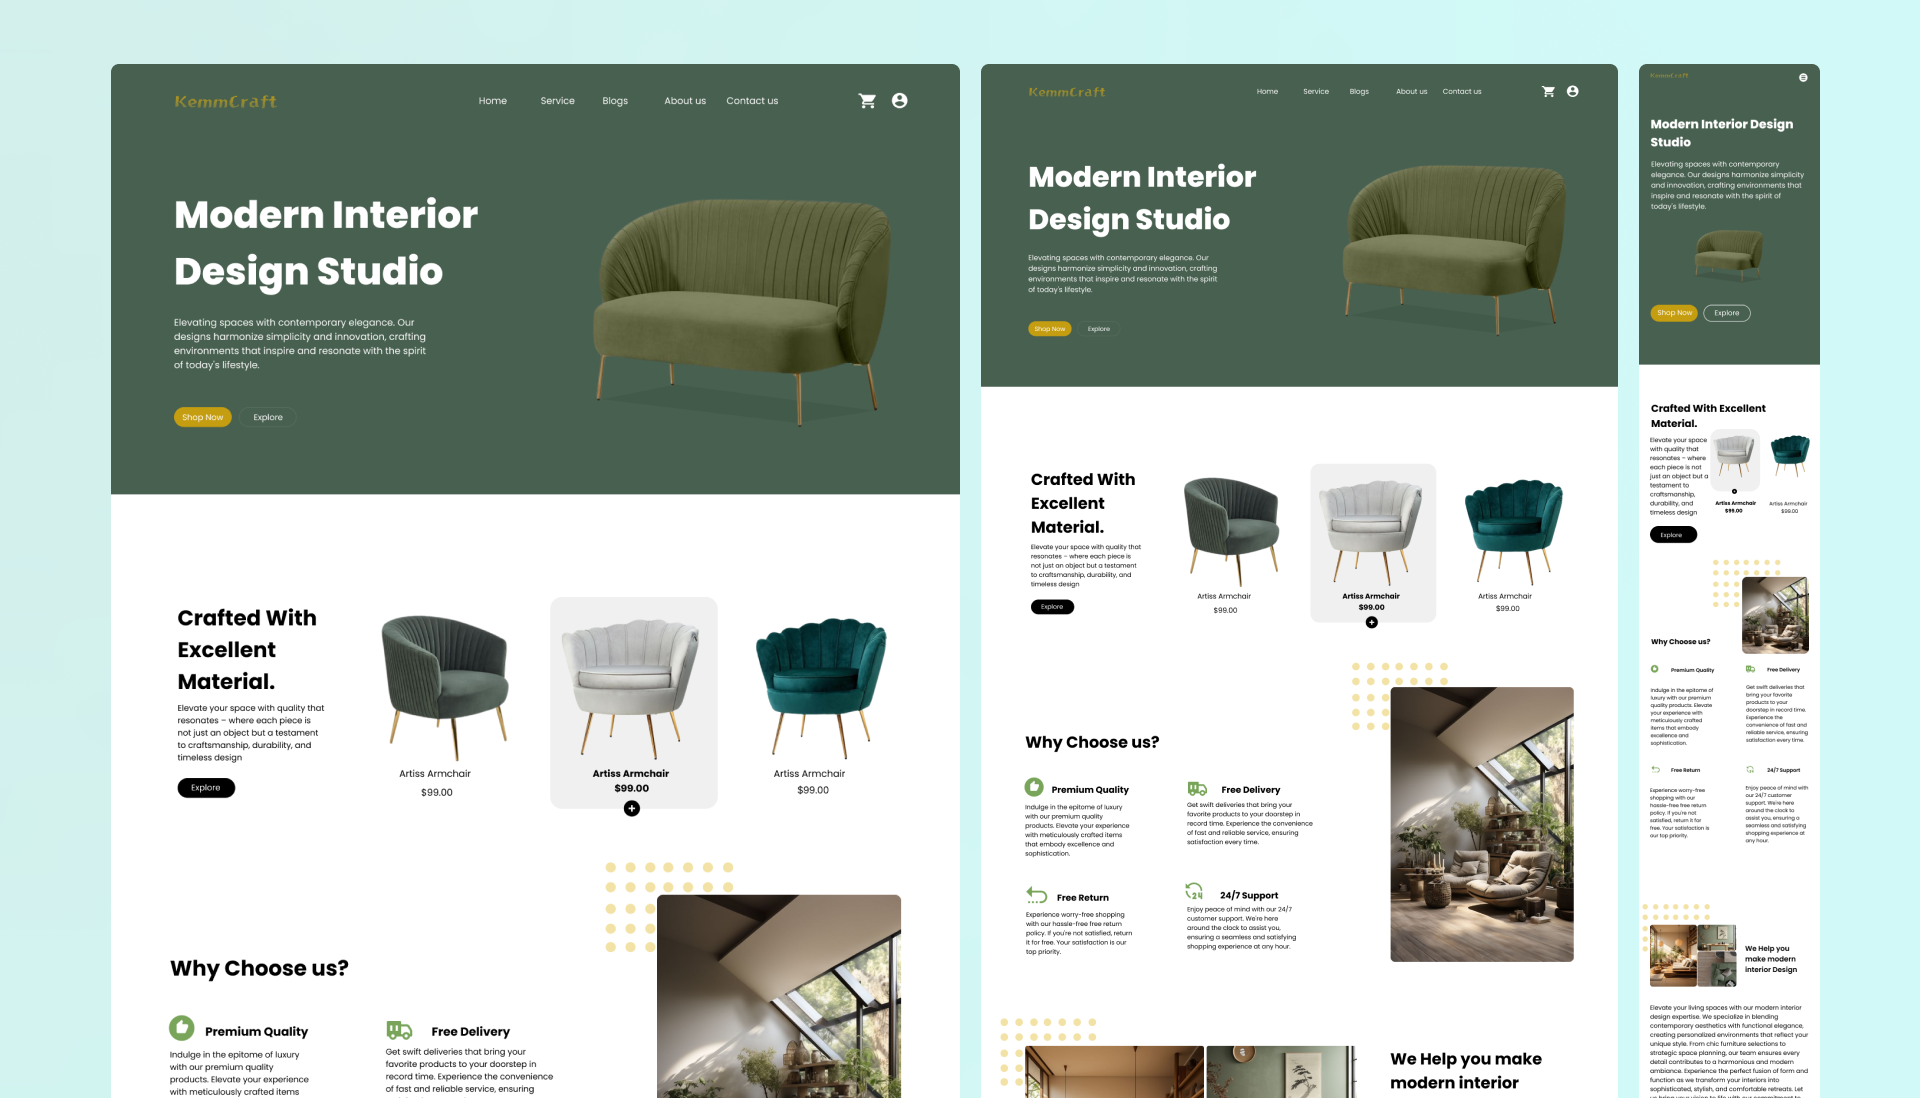 KemmCraft
Home Service Blogs About us Contact us
Modern Interior
Design Studio
Elevating spaces with contemporary elegance. Our
designs harmonize simplicity and innovation, crafting
environments that inspire and resonate with the spirit
of today's lifestyle.
Shop Now Explore
Crafted With
Excellent
Material.
Elevate your space with quality that
resonates – where each piece is
not just an object but a testament
to craftsmanship, durability, and
timeless design
Explore
Artiss Armchair
$99.00
Artiss Armchair
$99.00
Artiss Armchair
$99.00
Why Choose us?
Premium Quality
Indulge in the epitome of luxury
with our premium quality
products. Elevate your experience
with meticulously crafted items
Free Delivery
Get swift deliveries that bring your
favorite products to your doorstep in
record time. Experience the convenience
of fast and reliable service, ensuring
KemmCraft
Home Service Blogs About us Contact us
Modern Interior
Design Studio
Elevating spaces with contemporary elegance. Our
designs harmonize simplicity and innovation, crafting
environments that inspire and resonate with the spirit
of today's lifestyle.
Shop Now Explore
Crafted With
Excellent
Material.
Elevate your space with quality that
resonates – where each piece is
not just an object but a testament
to craftsmanship, durability, and
timeless design
Explore
Artiss Armchair
$99.00
Artiss Armchair
$99.00
Artiss Armchair
$99.00
Why Choose us?
Premium Quality
Indulge in the epitome of luxury
with our premium quality
products. Elevate your experience
with meticulously crafted items
that embody excellence and
sophistication.
Free Delivery
Get swift deliveries that bring your
favorite products to your doorstep in
record time. Experience the convenience
of fast and reliable service, ensuring
satisfaction every time.
Free Return
Experience worry-free shopping
with our hassle-free free return
policy. If you're not satisfied, return
it for free. Your satisfaction is our
top priority.
24
24/7 Support
Enjoy peace of mind with our 24/7
customer support. We're here
around the clock to assist you,
ensuring a seamless and satisfying
shopping experience at any hour.
We Help you make
modern interior
KemmCraft
Modern Interior Design
Studio
Elevating spaces with contemporary
elegance. Our designs harmonize simplicity
and innovation, crafting environments that
inspire and resonate with the spirit of
today's lifestyle.
Shop Now Explore
Crafted With Excellent
Material.
Elevate your space
with quality that
resonates – where
each piece is not
just an object but a
testament to
craftsmanship,
durability, and
timeless design
Explore
Artiss Armchair
$99.00
Artiss Armchair
$99.00
Why Choose us?
Premium Quality
Indulge in the epitome of
luxury with our premium
quality products. Elevate
your experience with
meticulously crafted
items that embody
excellence and
sophistication.
Free Delivery
Get swift deliveries that
bring your favorite
products to your
doorstep in record time.
Experience the
convenience of fast and
reliable service, ensuring
satisfaction every time.
Free Return
Experience worry-free
shopping with our
hassle-free free return
policy. If you're not
satisfied, return it for
free. Your satisfaction is
our top priority.
24/7 Support
Enjoy peace of mind with
our 24/7 customer
support. We're here
around the clock to
assist you, ensuring a
seamless and satisfying
shopping experience at
any hour.
We Help you
make modern
interior Design
Elevate your living spaces with our modern interior
design expertise. We specialize in blending
contemporary aesthetics with functional elegance,
creating personalized environments that reflect your
unique style. From chic furniture selections to
strategic space planning, our team ensures every
detail contributes to a harmonious and modern
ambiance. Experience the perfect fusion of form and
function as we transform your interiors into
sophisticated, stylish, and comfortable retreats. Let